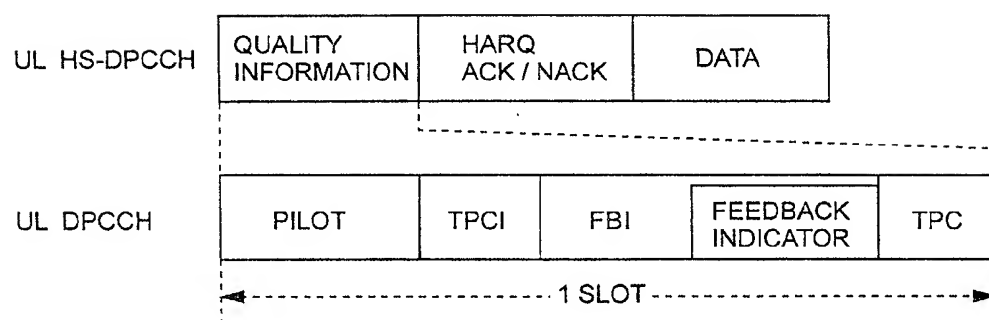 UL HS-DPCCH
QUALITY
INFORMATION
HARQ
ACK / NACK
DATA
UL DPCCH
PILOT
TPCI
FBI
FEEDBACK
INDICATOR
TPC
1 SLOT